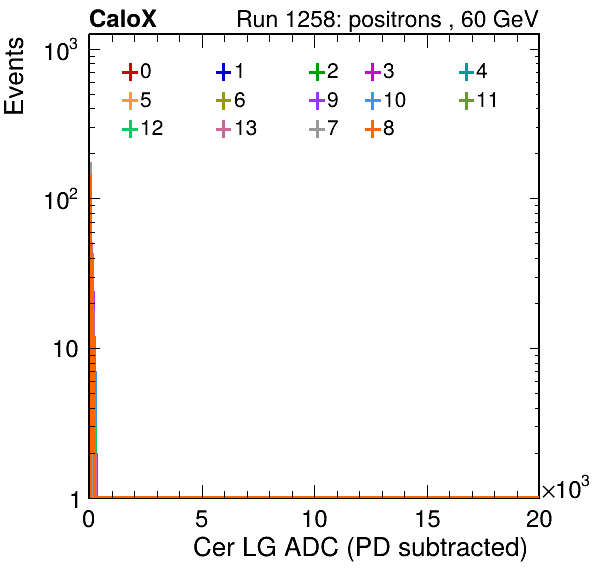 CaloX Run 1258: positrons , 60 GeV
Events
10³
0 1 2 3 4
5 6 9 10 11
12 13 7 8
10²
10
1
0 5 10 15 20
×10³
Cer LG ADC (PD subtracted)